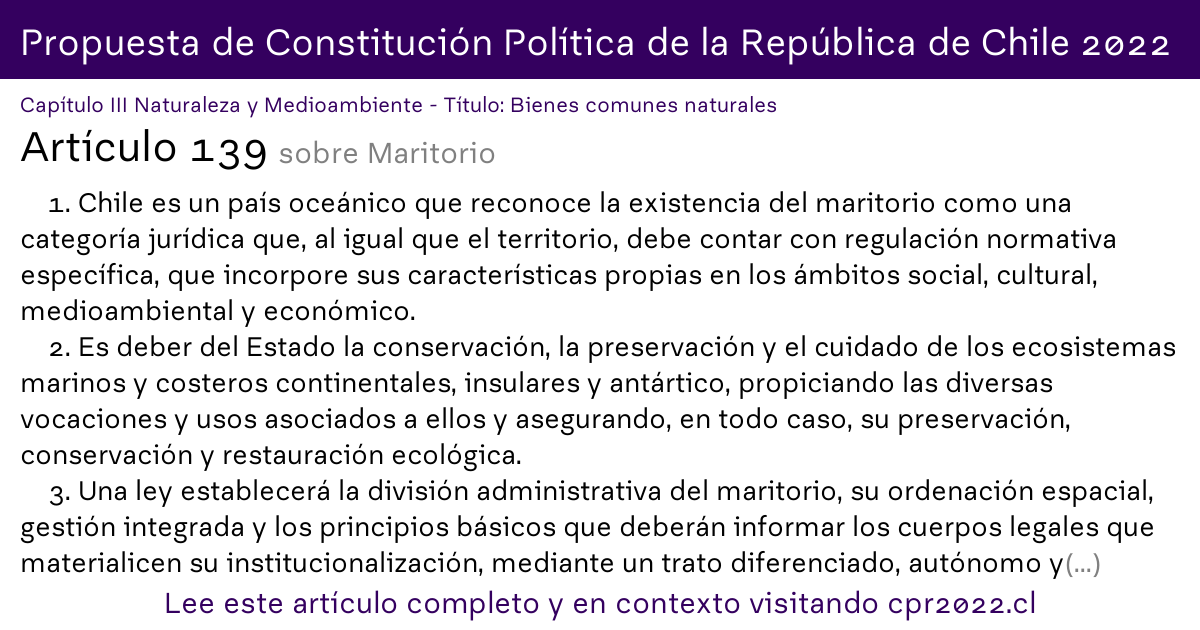 Propuesta de Constitución Política de la República de Chile 2022
Capítulo III Naturaleza y Medioambiente - Título: Bienes comunes naturales
Artículo 139 sobre Maritorio
1. Chile es un país oceánico que reconoce la existencia del maritorio como una
categoría jurídica que, al igual que el territorio, debe contar con regulación normativa
específica, que incorpore sus características propias en los ámbitos social, cultural,
medioambiental y económico.
2. Es deber del Estado la conservación, la preservación y el cuidado de los ecosistemas
marinos y costeros continentales, insulares y antártico, propiciando las diversas
vocaciones y usos asociados a ellos y asegurando, en todo caso, su preservación,
conservación y restauración ecológica.
3. Una ley establecerá la división administrativa del maritorio, su ordenación espacial,
gestión integrada y los principios básicos que deberán informar los cuerpos legales que
materialicen su institucionalización, mediante un trato diferenciado, autónomo y(...)
Lee este artículo completo y en contexto visitando cpr2022.cl